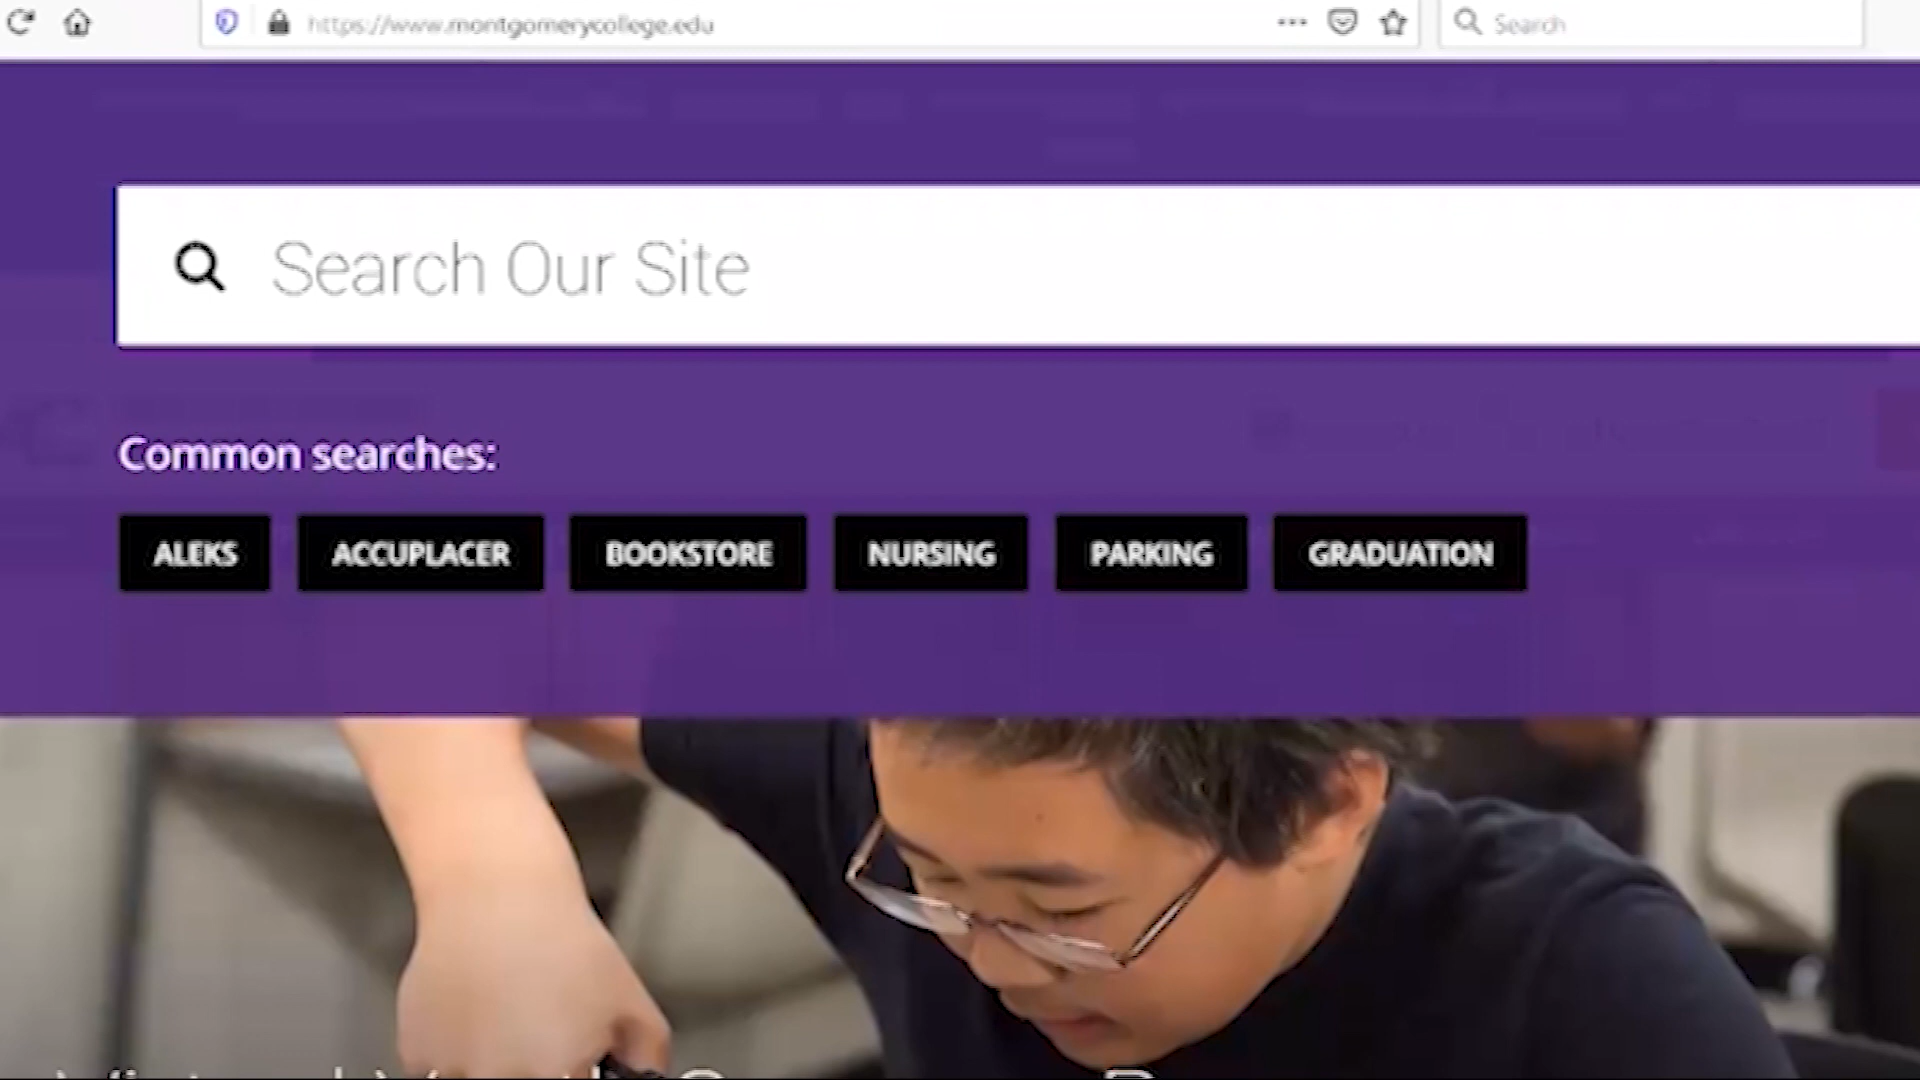 https://www.montgomerycollege.edu
Search
Search Our Site
Common searches:
ALEKS ACCUPLACER BOOKSTORE NURSING PARKING GRADUATION